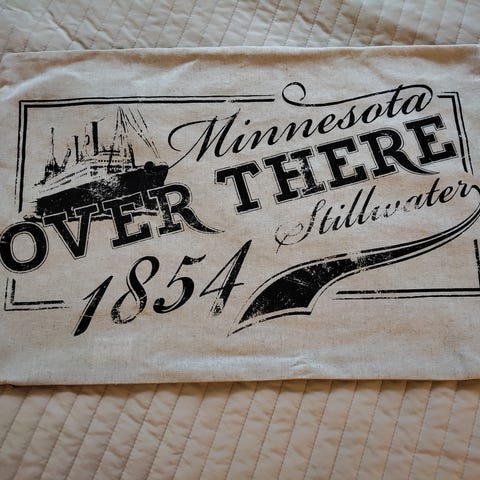 Minnesota
OVER THERE
Stillwater
1854